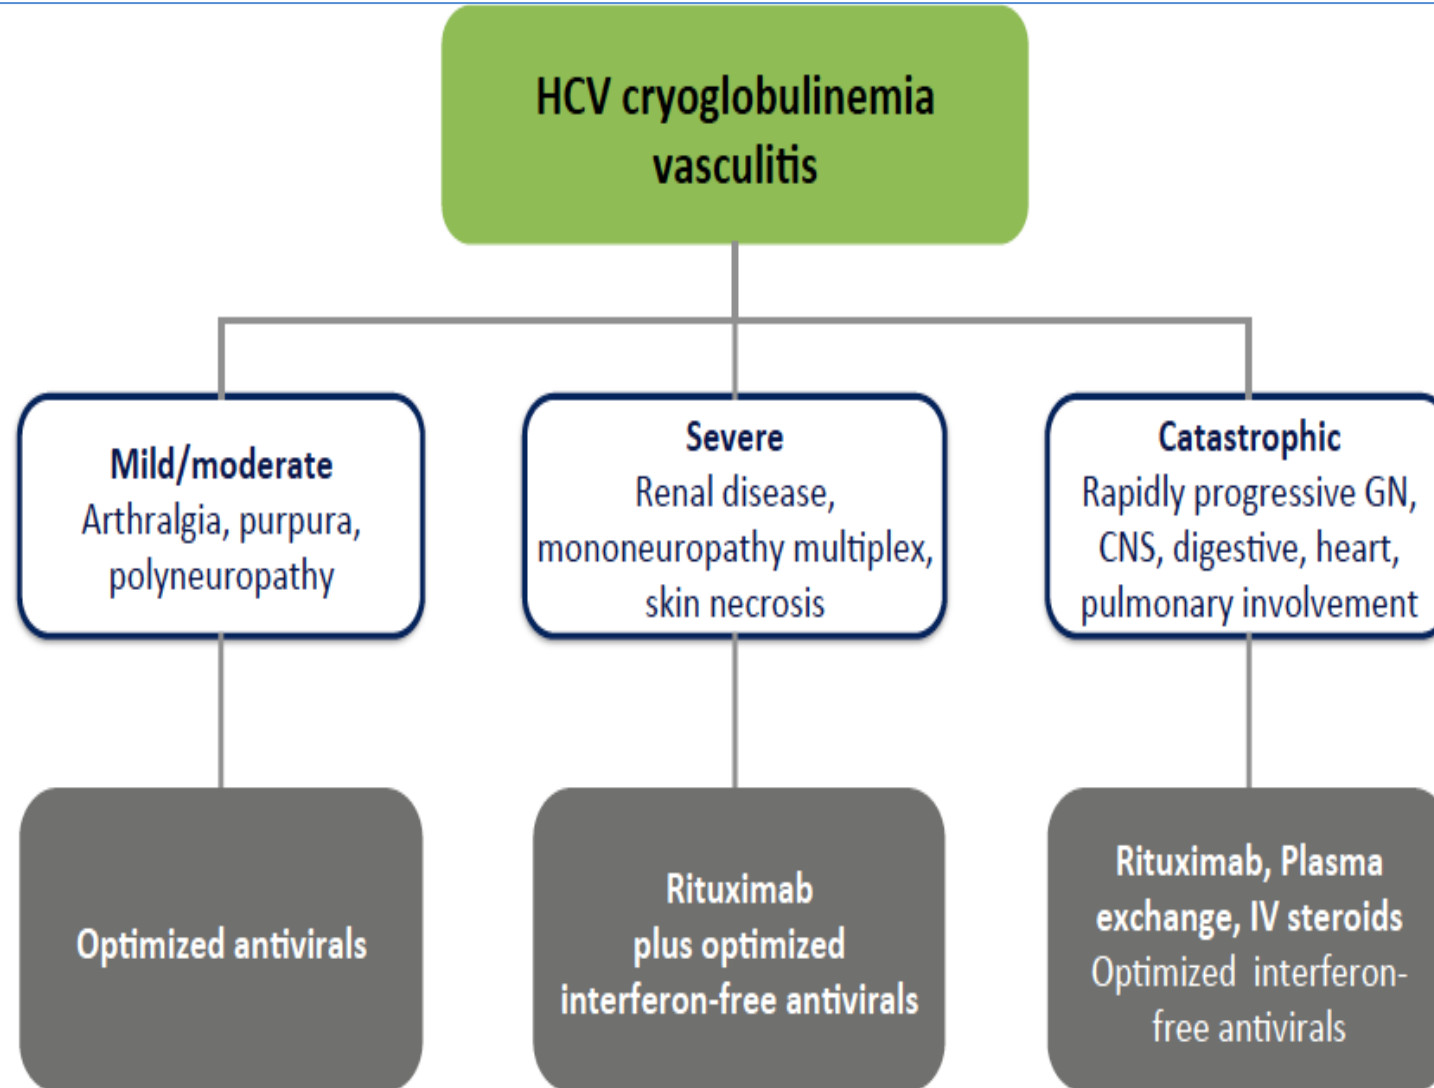 HCV cryoglobulinemia
vasculitis
Mild/moderate
Arthralgia, purpura,
polyneuropathy
Severe
Renal disease,
mononeuropathy multiplex,
skin necrosis
Catastrophic
Rapidly progressive GN,
CNS, digestive, heart,
pulmonary involvement
Optimized antivirals
Rituximab
plus optimized
interferon-free antivirals
Rituximab, Plasma
exchange, IV steroids
Optimized interferon-
free antivirals